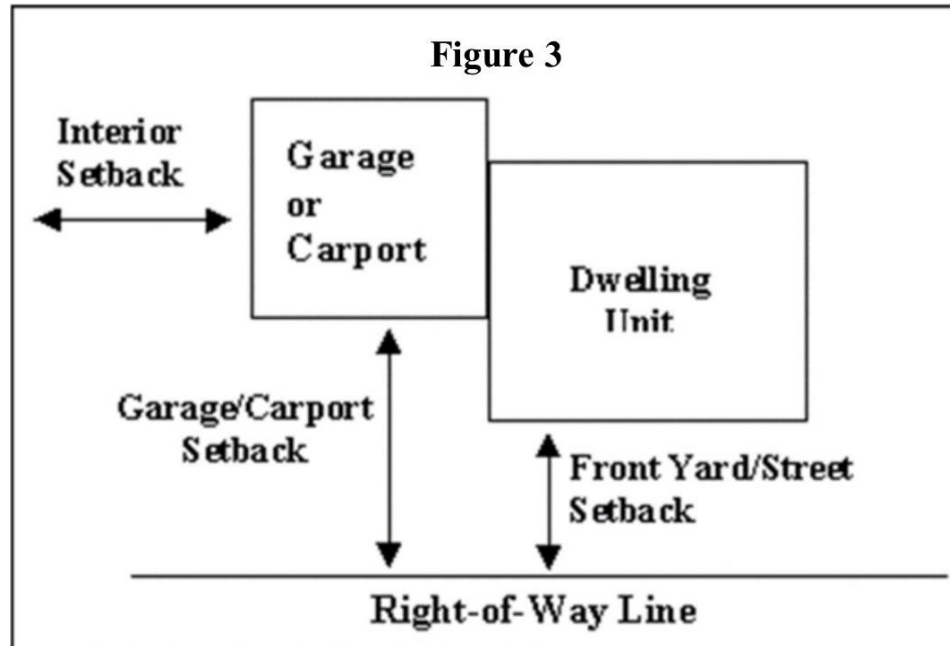 Figure 3
Interior
Setback
Garage
or
Carport
Dwelling
Unit
Garage/Carport
Setback
Front Yard/Street
Setback
Right-of-Way Line